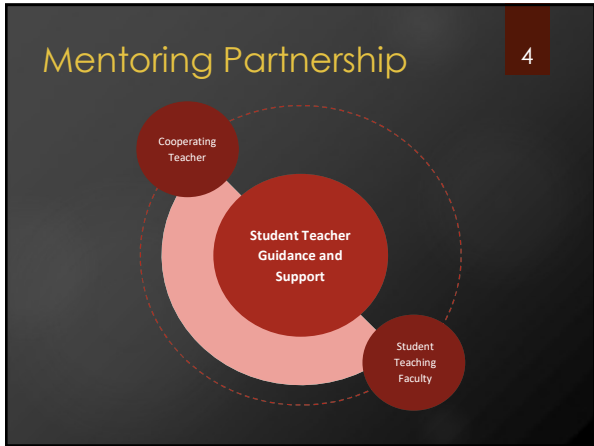 Mentoring Partnership
4
Cooperating
Teacher
Student Teacher
Guidance and
Support
Student
Teaching
Faculty